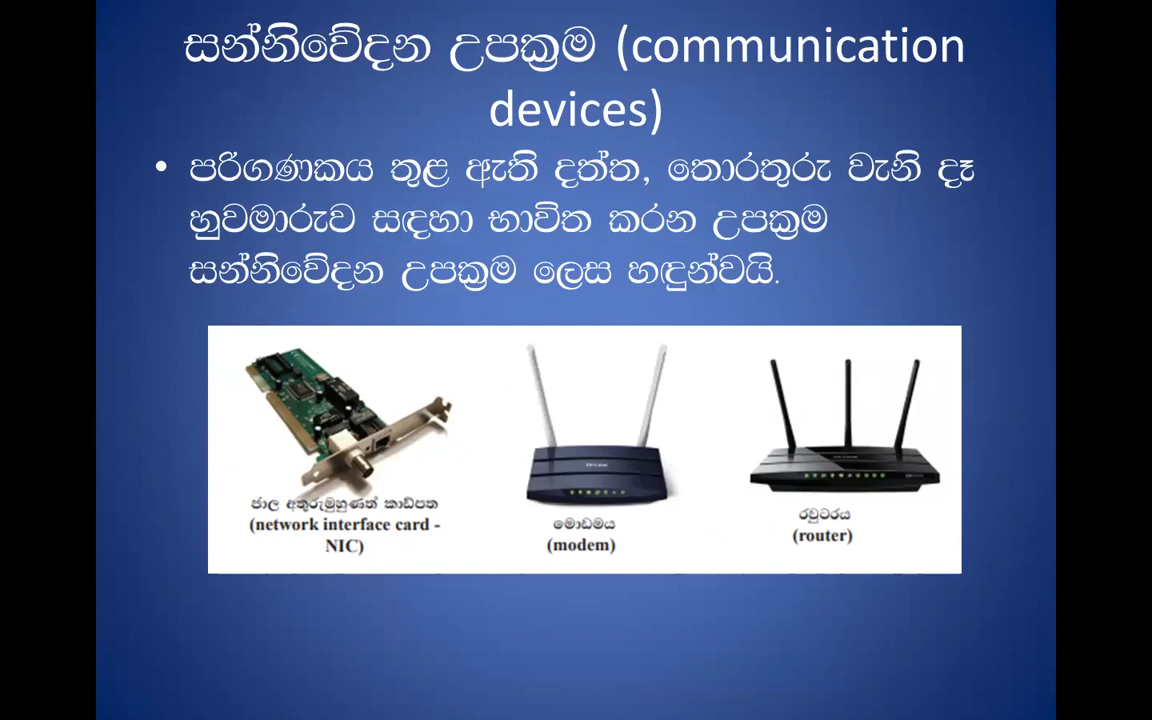 සන්නිවේදන උපක්‍රම (communication
devices)
• පරිගණකය තුළ ඇති දත්ත, තොරතුරු වැනි දෑ
හුවමාරුව සඳහා භාවිත කරන උපක්‍රම
සන්නිවේදන උපක්‍රම ලෙස හඳුන්වයි.
ජාල අතුරුමුහුණත් කාඩ්පත
(network interface card -
NIC)
මොඩමය
(modem)
රවුටරය
(router)